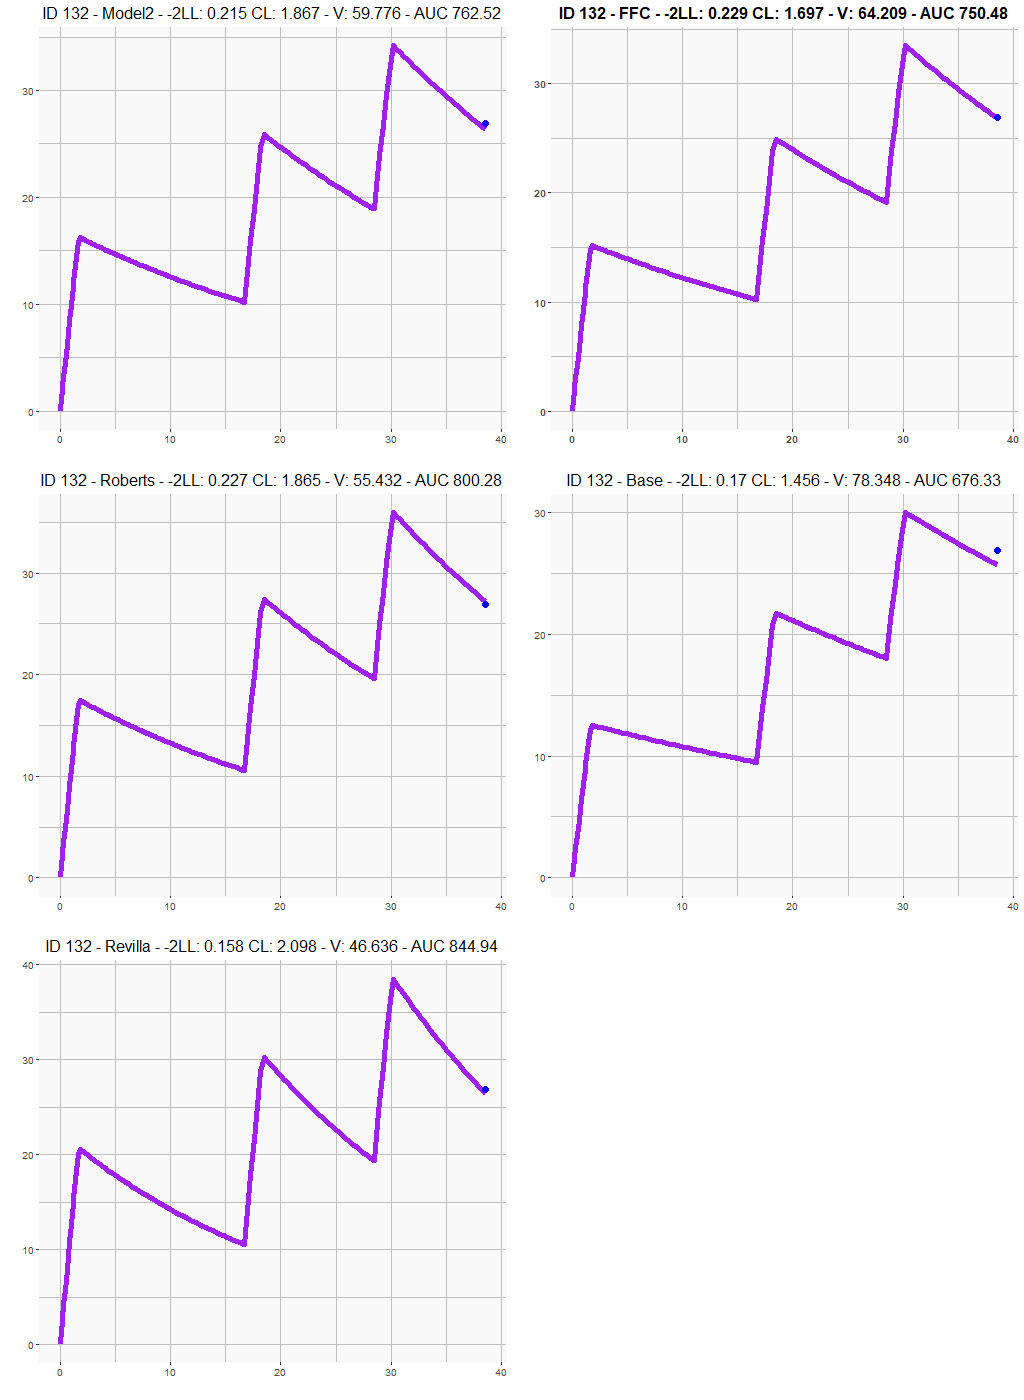 ID 132 - Model2 - -2LL: 0.215 CL: 1.867 - V: 59.776 - AUC 762.52
30
20
10
0
0 10 20 30 40
ID 132 - FFC - -2LL: 0.229 CL: 1.697 - V: 64.209 - AUC 750.48
30
20
10
0
0 10 20 30 40
ID 132 - Roberts - -2LL: 0.227 CL: 1.865 - V: 55.432 - AUC 800.28
30
20
10
0
0 10 20 30 40
ID 132 - Base - -2LL: 0.17 CL: 1.456 - V: 78.348 - AUC 676.33
30
20
10
0
0 10 20 30 40
ID 132 - Revilla - -2LL: 0.158 CL: 2.098 - V: 46.636 - AUC 844.94
40
30
20
10
0
0 10 20 30 40